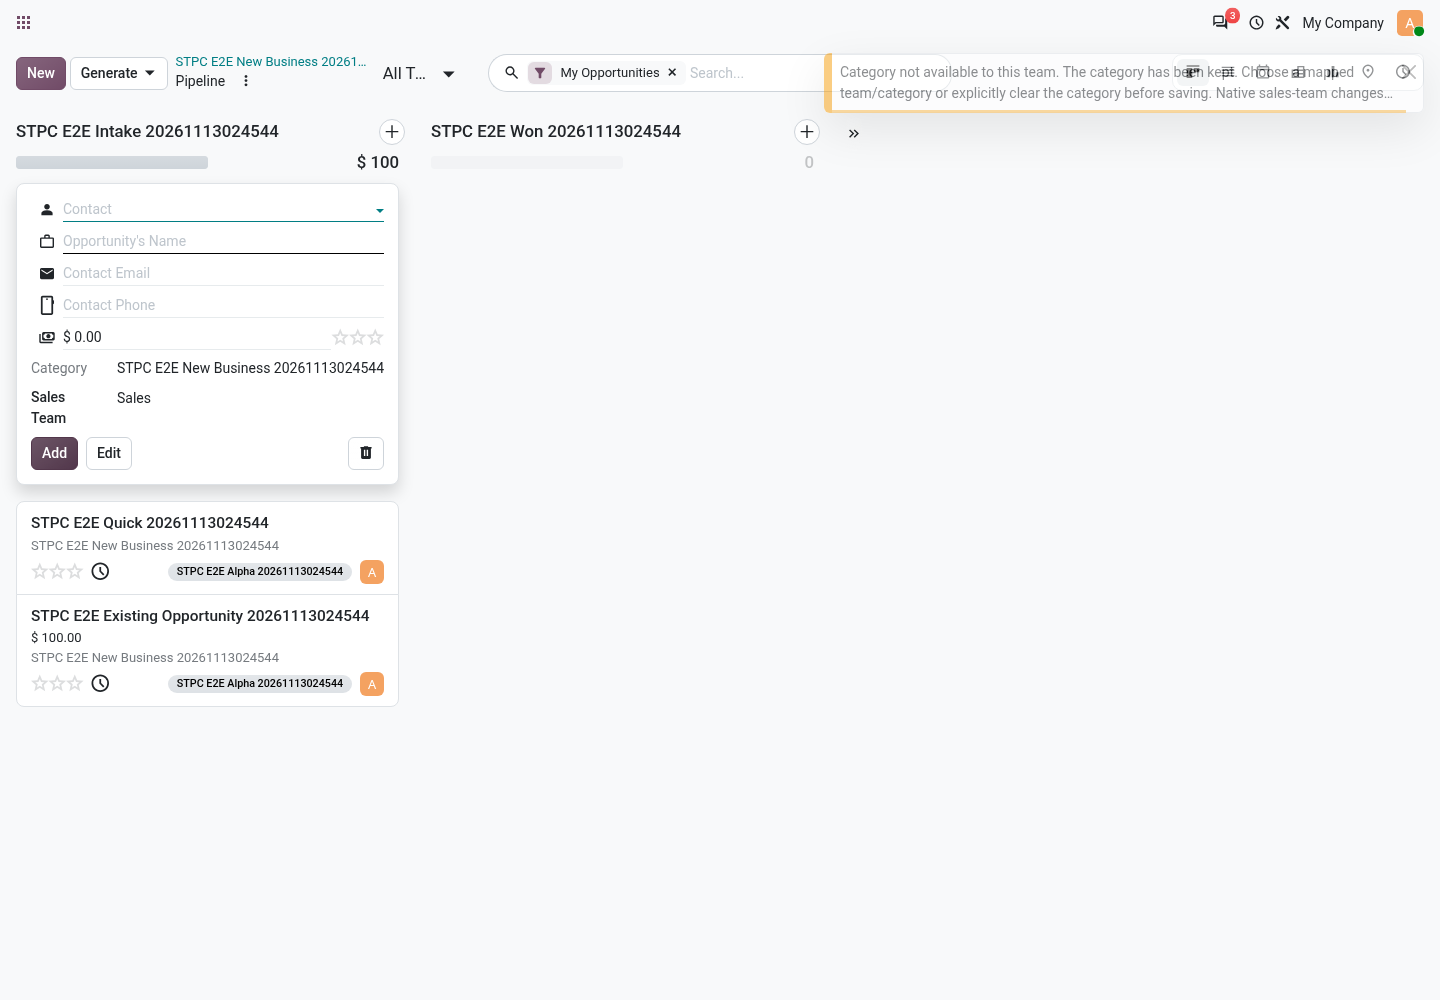 3
My Company
A
New
Generate
STPC E2E New Business 20261...
Pipeline
All T...
My Opportunities
Search...
Category not available to this team. The category has been kept. Choose a mapped
team/category or explicitly clear the category before saving. Native sales-team changes...
STPC E2E Intake 20261113024544
$ 100
STPC E2E Won 20261113024544
0
Contact
Opportunity's Name
Contact Email
Contact Phone
$ 0.00
Category STPC E2E New Business 20261113024544
Sales Team Sales
Add
Edit
STPC E2E Quick 20261113024544
STPC E2E New Business 20261113024544
STPC E2E Alpha 20261113024544
A
STPC E2E Existing Opportunity 20261113024544
$ 100.00
STPC E2E New Business 20261113024544
STPC E2E Alpha 20261113024544
A